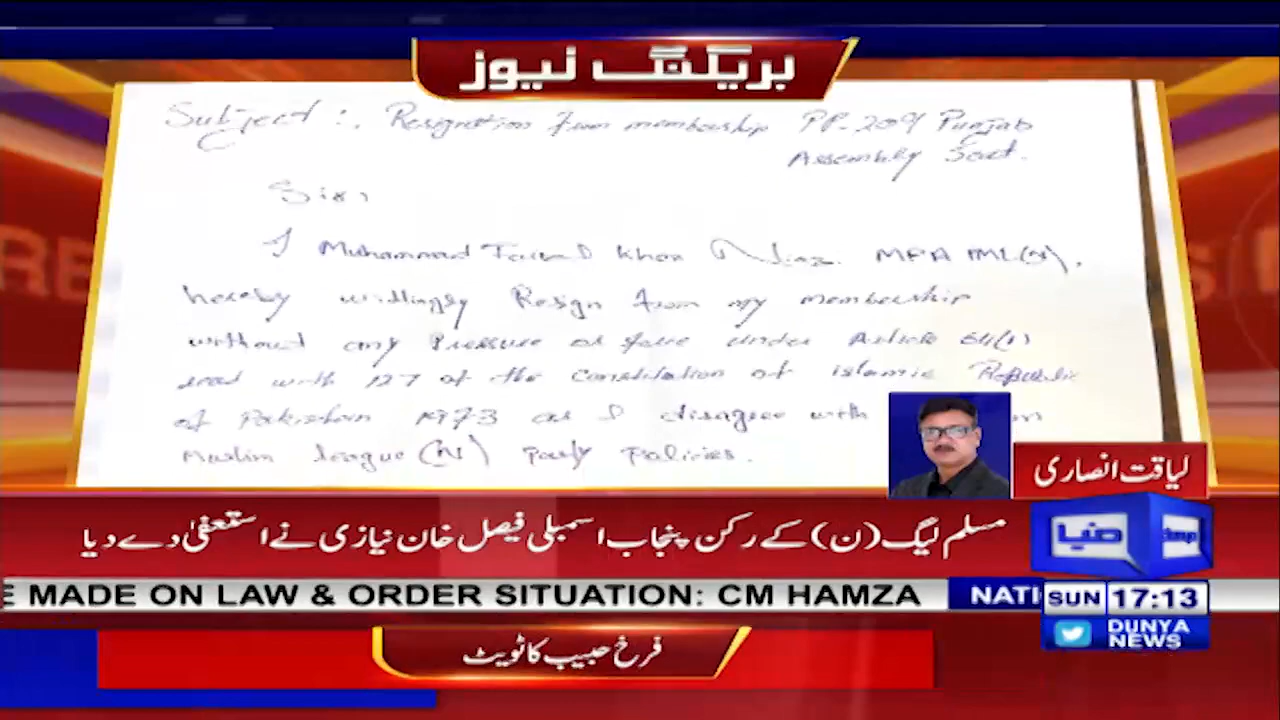 بریکنگ نیوز
Subject:. Resignation from membership PP-209 Punjab
Assembly Seat.
Sir,
I Muhammad Faisal Khan Niazi MPA PML(N),
hereby willingly Resign from my membership
without any Pressure or force under Article 64(1)
read with 127 of the Constitution of Islamic Republic
of Pakistan 1973 as I disagree with
Muslim league (N) Party Policies.
لیاقت انصاری
مسلم لیگ (ن) کے رکن پنجاب اسمبلی فیصل خان نیازی نے استعفیٰ دے دیا
دنیا
MADE ON LAW & ORDER SITUATION: CM HAMZA
NATI
SUN 17:13
DUNYA
NEWS
فرخ حبیب کا ٹویٹ